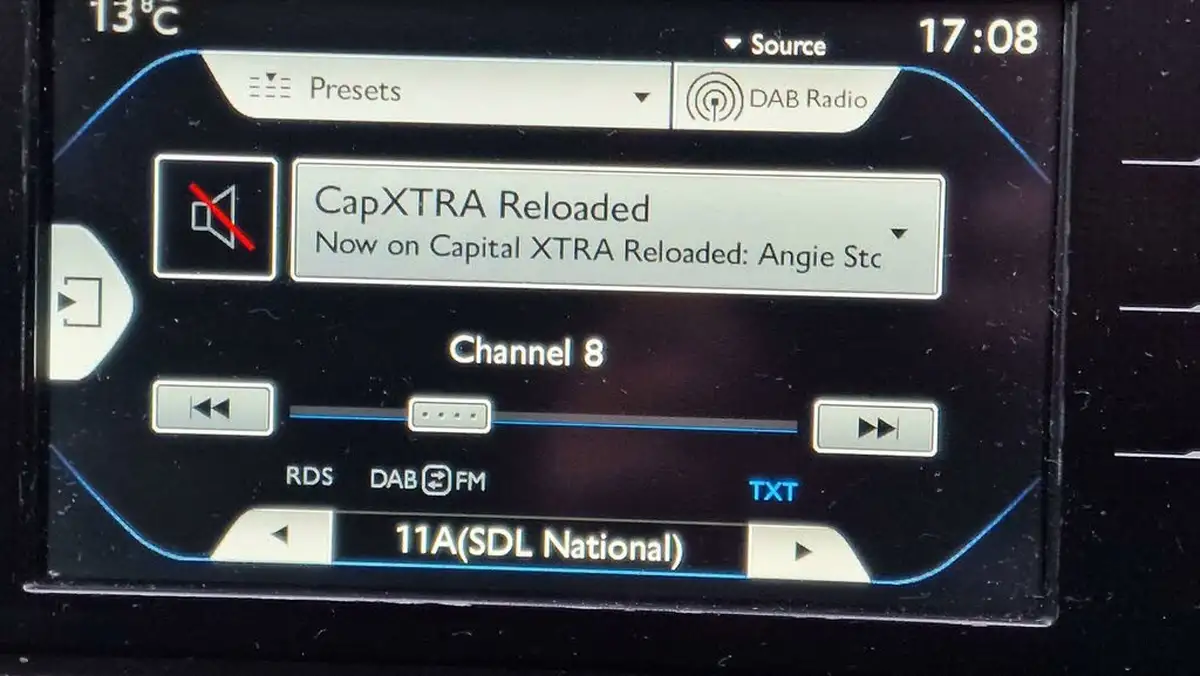 13°C
Source
17:08
Presets
DAB Radio
CapXTRA Reloaded
Now on Capital XTRA Reloaded: Angie Stc
Channel 8
RDS DAB FM
TXT
11A(SDL National)